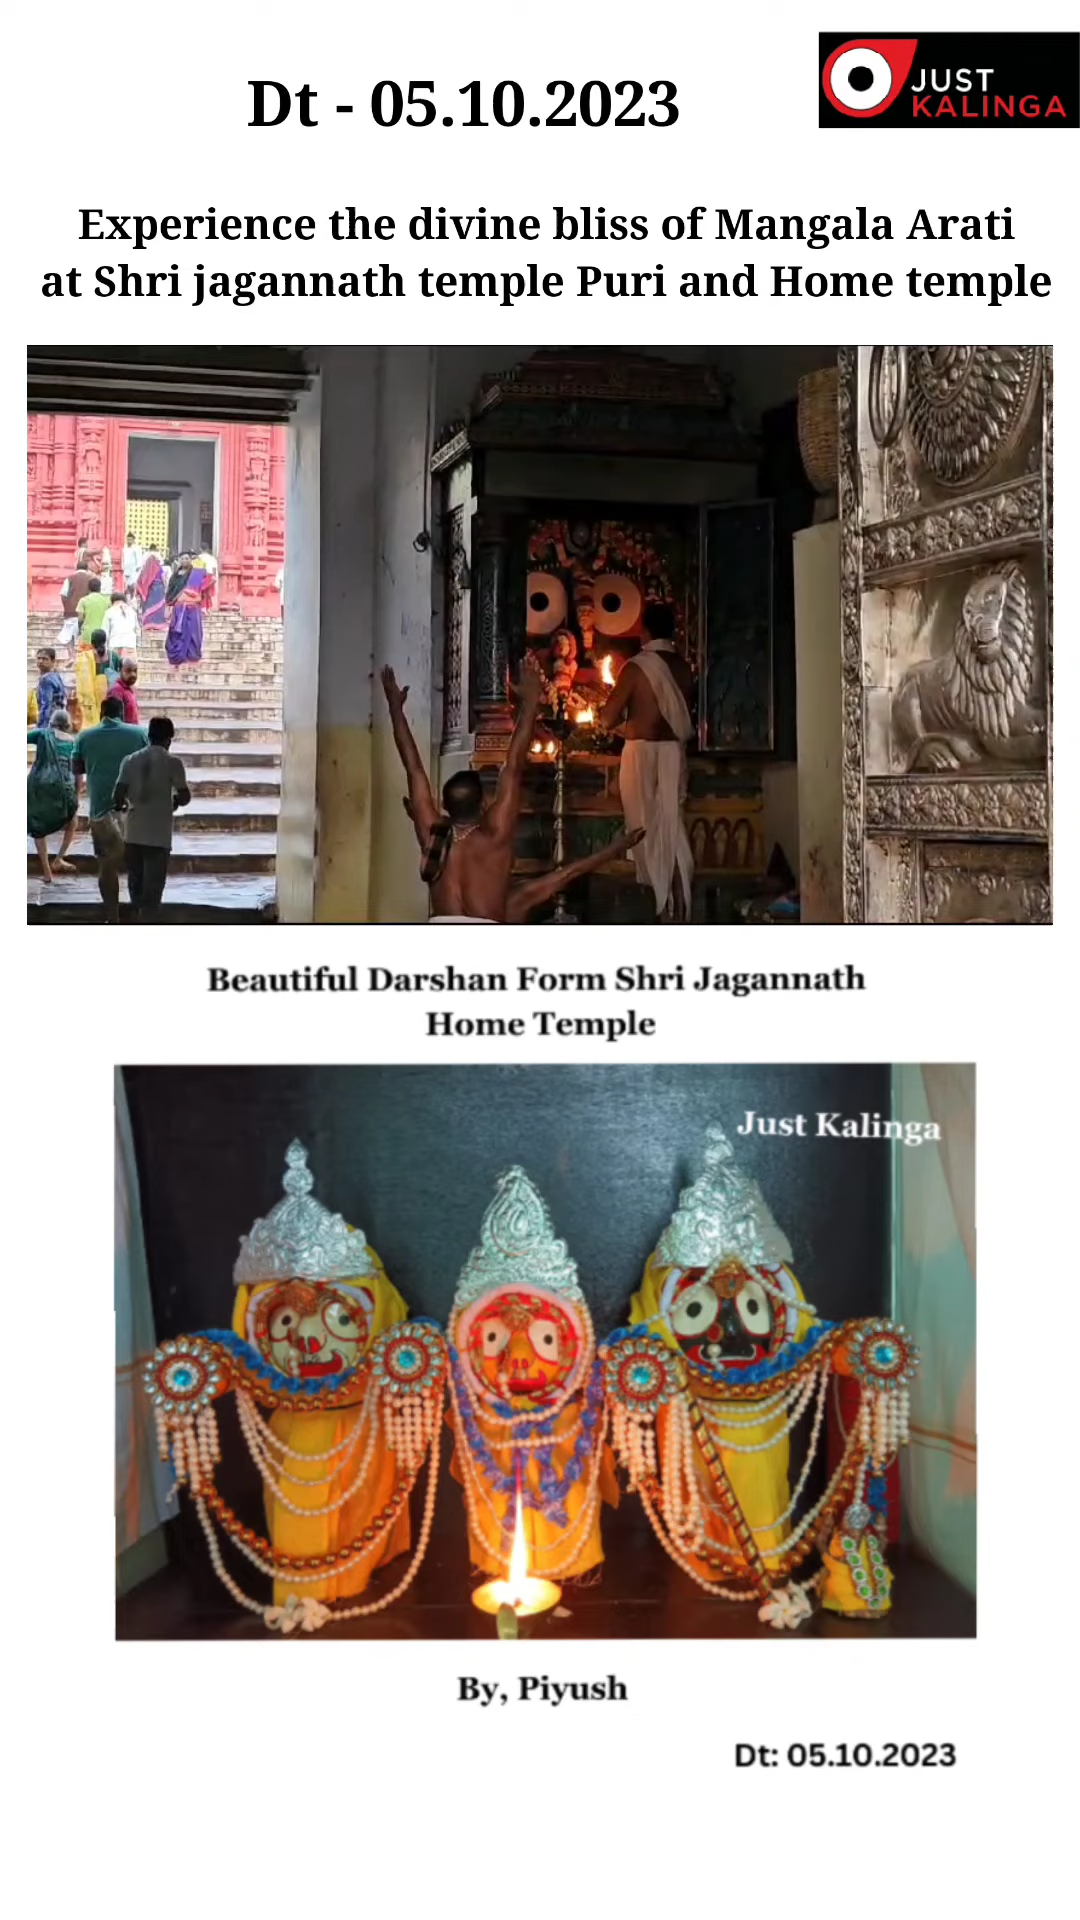 Dt - 05.10.2023
JUST
KALINGA
Experience the divine bliss of Mangala Arati
at Shri jagannath temple Puri and Home temple
Beautiful Darshan Form Shri Jagannath
Home Temple
Just Kalinga
By, Piyush
Dt: 05.10.2023